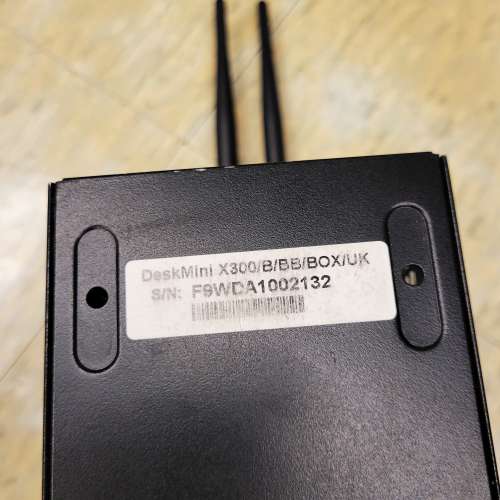 DeskMini X300/B/BB/BOX/UK
S/N: F9WDA1002132